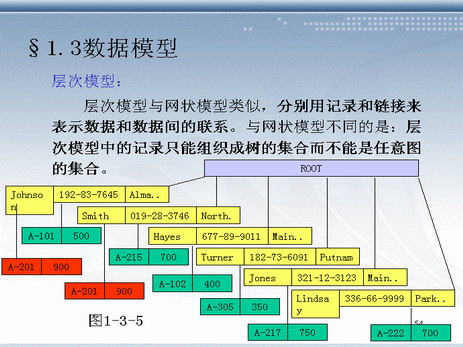 §1.3数据模型
层次模型：
层次模型与网状模型类似，分别用记录和链接来
表示数据和数据间的联系。与网状模型不同的是：层
次模型中的记录只能组织成树的集合而不能是任意图
的集合。
ROOT
Johnson 192-83-7645 Alma..
Smith 019-28-3746 North.
A-101 500
Hayes 677-89-9011 Main..
A-215 700
Turner 182-73-6091 Putnam
A-201 900
Jones 321-12-3123 Main..
A-102 400
A-201 900
Lindsay 336-66-9999 Park..
A-305 350
图1-3-5
54
A-217 750
A-222 700